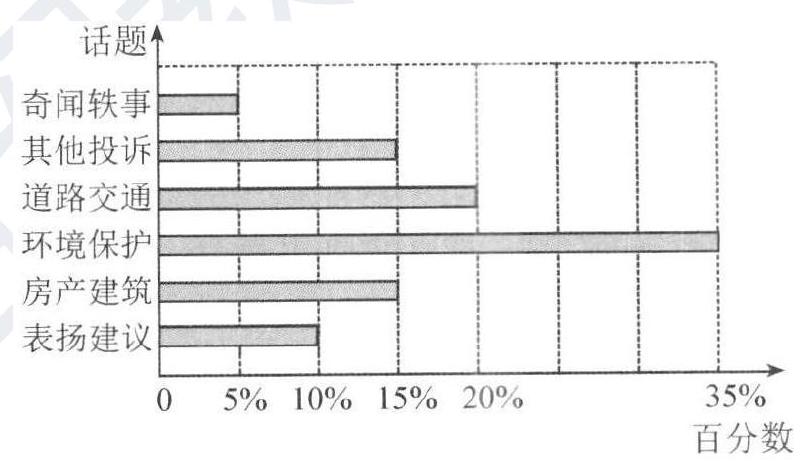 话题
奇闻轶事
其他投诉
道路交通
环境保护
房产建筑
表扬建议
0 5% 10% 15% 20% 35%
百分数